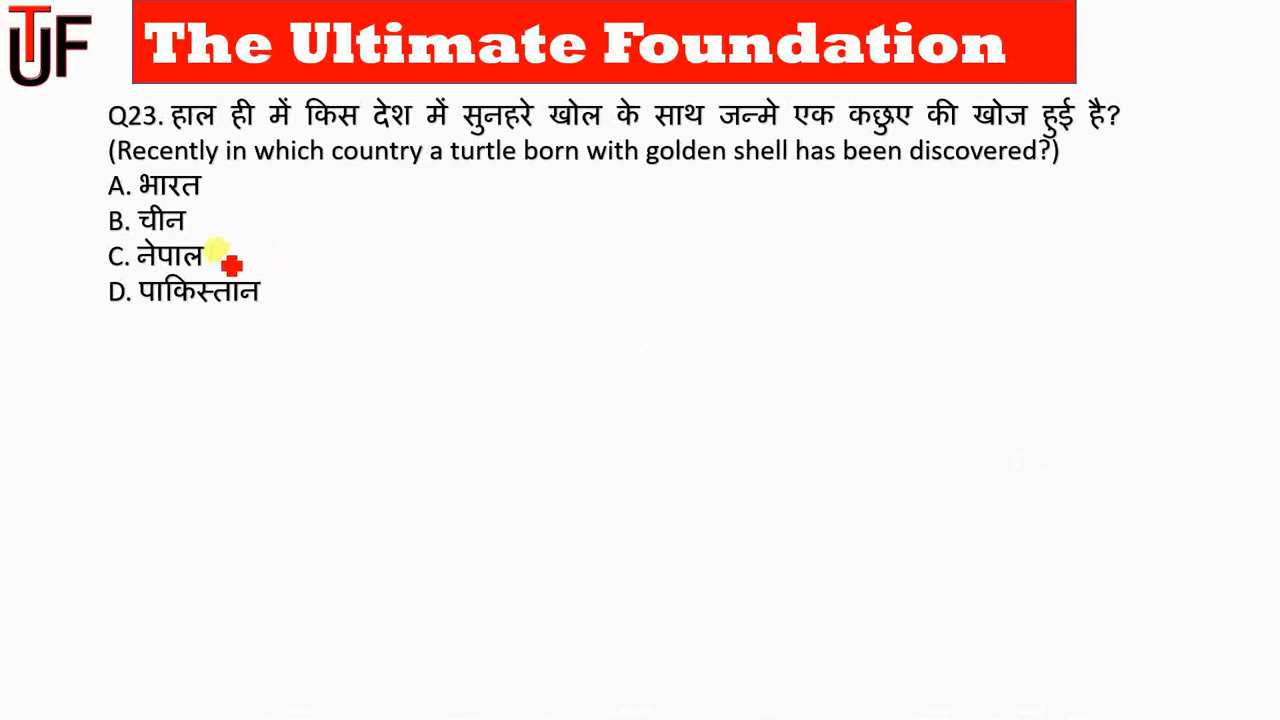 TUF
The Ultimate Foundation
Q23. हाल ही में किस देश में सुनहरे खोल के साथ जन्मे एक कछुए की खोज हुई है?
(Recently in which country a turtle born with golden shell has been discovered?)
A. भारत
B. चीन
C. नेपाल
D. पाकिस्तान